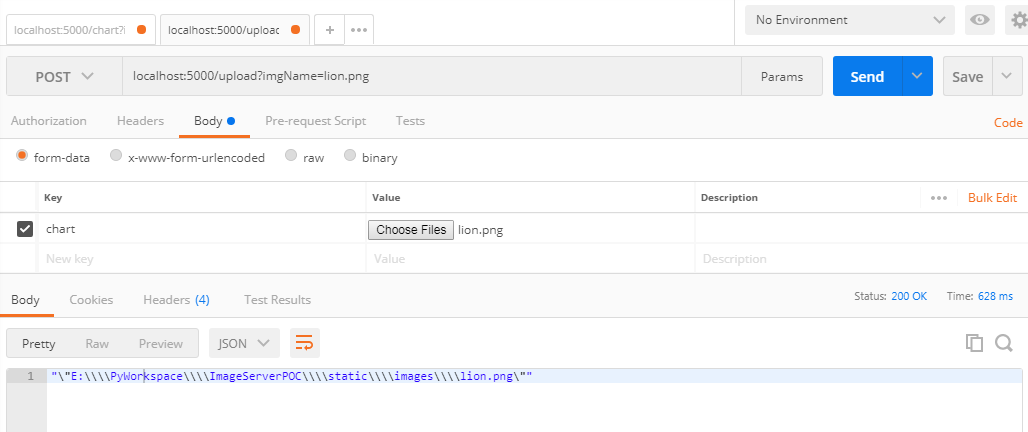 localhost:5000/chart?i
localhost:5000/upload
+
•••
No Environment
POST
localhost:5000/upload?imgName=lion.png
Params
Send
Save
Authorization
Headers
Body
Pre-request Script
Tests
Code
form-data
x-www-form-urlencoded
raw
binary
Key
Value
Description
•••
Bulk Edit
chart
Choose Files
lion.png
New key
Value
Description
Body
Cookies
Headers (4)
Test Results
Status: 200 OK
Time: 628 ms
Pretty
Raw
Preview
JSON
1
"\"E:\\\\PyWorkspace\\\\ImageServerPOC\\\\static\\\\images\\\\lion.png\""